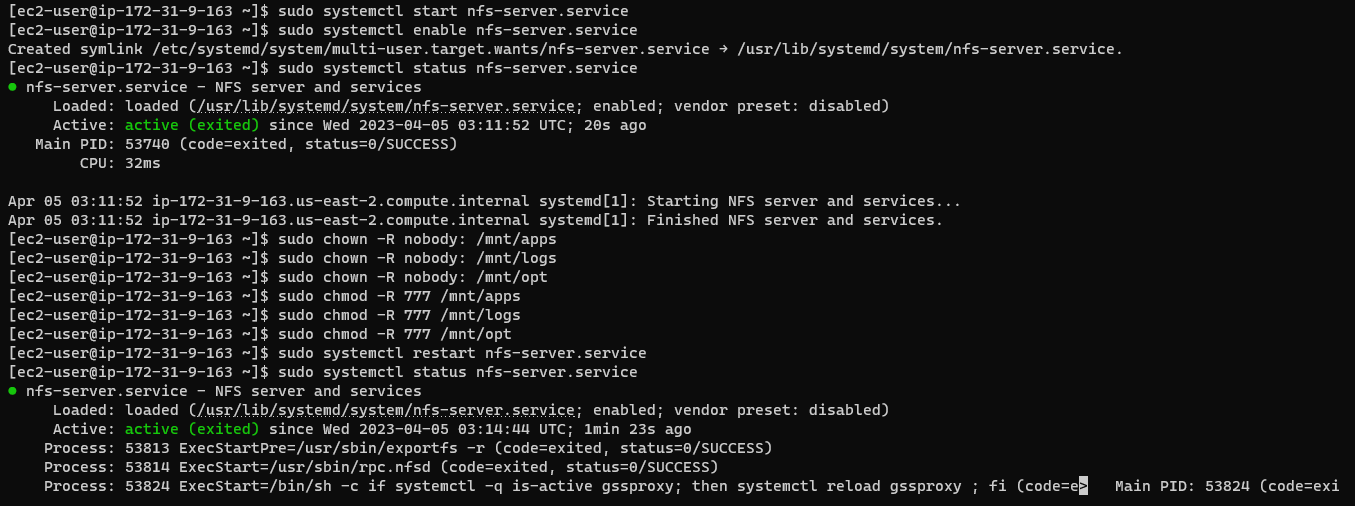 [ec2-user@ip-172-31-9-163 ~]$ sudo systemctl start nfs-server.service
[ec2-user@ip-172-31-9-163 ~]$ sudo systemctl enable nfs-server.service
Created symlink /etc/systemd/system/multi-user.target.wants/nfs-server.service → /usr/lib/systemd/system/nfs-server.service.
[ec2-user@ip-172-31-9-163 ~]$ sudo systemctl status nfs-server.service
● nfs-server.service - NFS server and services
     Loaded: loaded (/usr/lib/systemd/system/nfs-server.service; enabled; vendor preset: disabled)
     Active: active (exited) since Wed 2023-04-05 03:11:52 UTC; 20s ago
   Main PID: 53740 (code=exited, status=0/SUCCESS)
        CPU: 32ms

Apr 05 03:11:52 ip-172-31-9-163.us-east-2.compute.internal systemd[1]: Starting NFS server and services...
Apr 05 03:11:52 ip-172-31-9-163.us-east-2.compute.internal systemd[1]: Finished NFS server and services.
[ec2-user@ip-172-31-9-163 ~]$ sudo chown -R nobody: /mnt/apps
[ec2-user@ip-172-31-9-163 ~]$ sudo chown -R nobody: /mnt/logs
[ec2-user@ip-172-31-9-163 ~]$ sudo chown -R nobody: /mnt/opt
[ec2-user@ip-172-31-9-163 ~]$ sudo chmod -R 777 /mnt/apps
[ec2-user@ip-172-31-9-163 ~]$ sudo chmod -R 777 /mnt/logs
[ec2-user@ip-172-31-9-163 ~]$ sudo chmod -R 777 /mnt/opt
[ec2-user@ip-172-31-9-163 ~]$ sudo systemctl restart nfs-server.service
[ec2-user@ip-172-31-9-163 ~]$ sudo systemctl status nfs-server.service
● nfs-server.service - NFS server and services
     Loaded: loaded (/usr/lib/systemd/system/nfs-server.service; enabled; vendor preset: disabled)
     Active: active (exited) since Wed 2023-04-05 03:14:44 UTC; 1min 23s ago
    Process: 53813 ExecStartPre=/usr/sbin/exportfs -r (code=exited, status=0/SUCCESS)
    Process: 53814 ExecStart=/usr/sbin/rpc.nfsd (code=exited, status=0/SUCCESS)
    Process: 53824 ExecStart=/bin/sh -c if systemctl -q is-active gssproxy; then systemctl reload gssproxy ; fi (code=e>   Main PID: 53824 (code=exi